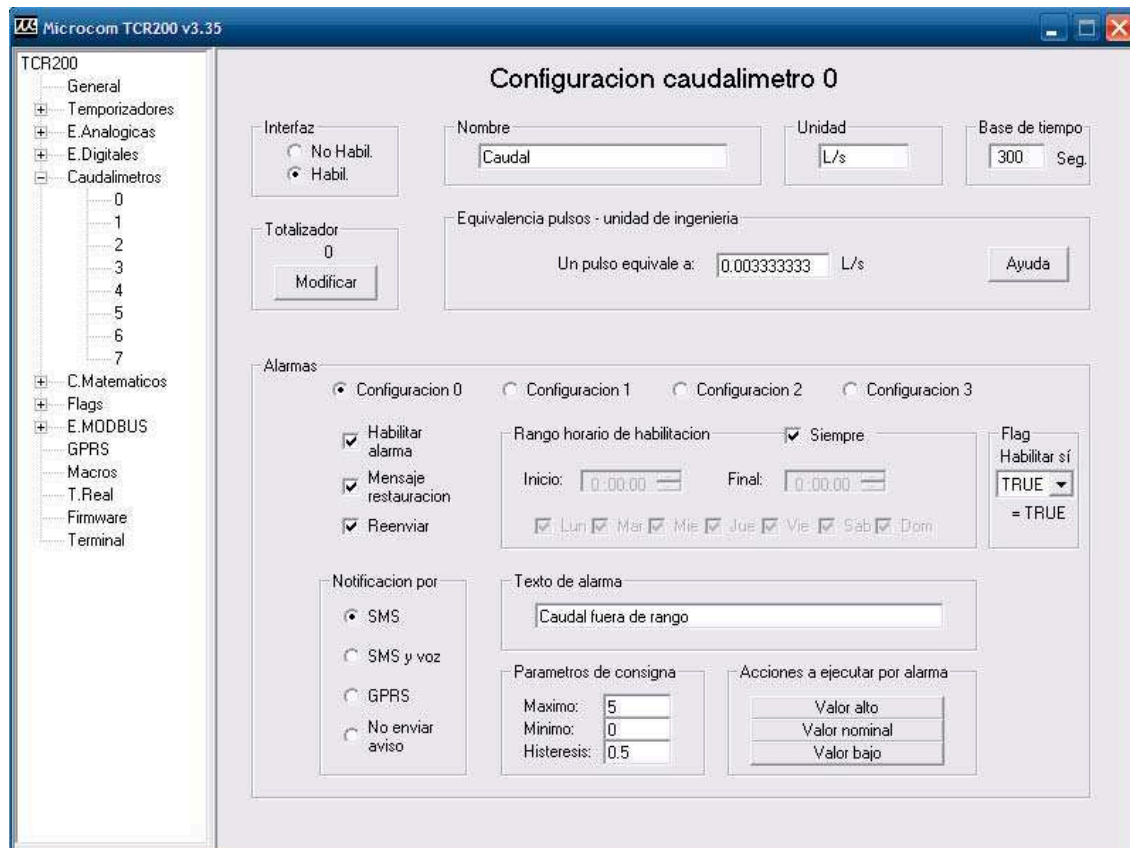 Microcom TCR200 v3.35
TCR200
General
Temporizadores
E.Analogicas
E.Digitales
Caudalimetros
0
1
2
3
4
5
6
7
C.Matematicos
Flags
E.MODBUS
GPRS
Macros
T.Real
Firmware
Terminal
Configuracion caudalimetro 0
Interfaz
No Habil.
Habil.
Nombre
Caudal
Unidad
L/s
Base de tiempo
300 Seg.
Totalizador
0
Modificar
Equivalencia pulsos - unidad de ingenieria
Un pulso equivale a: 0.003333333 L/s
Ayuda
Alarmas
Configuracion 0 Configuracion 1 Configuracion 2 Configuracion 3
Habilitar
alarma
Mensaje
restauracion
Reenviar
Rango horario de habilitacion Siempre
Inicio: 0:00:00 Final: 0:00:00
Lun Mar Mie Jue Vie Sab Dom
Flag
Habilitar sí
TRUE
= TRUE
Notificacion por
SMS
SMS y voz
GPRS
No enviar
aviso
Texto de alarma
Caudal fuera de rango
Parametros de consigna
Maximo: 5
Minimo: 0
Histeresis: 0.5
Acciones a ejecutar por alarma
Valor alto
Valor nominal
Valor bajo